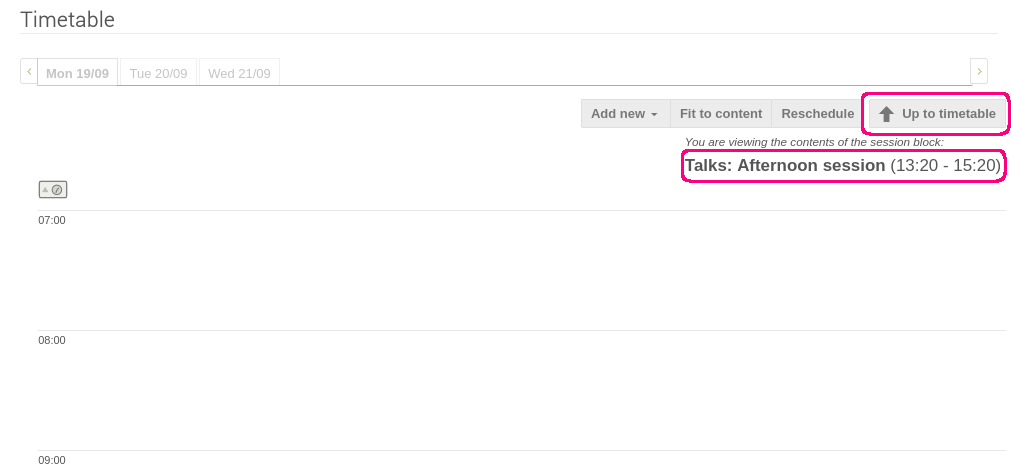 Timetable
Mon 19/09 Tue 20/09 Wed 21/09
Add new Fit to content Reschedule Up to timetable
You are viewing the contents of the session block:
Talks: Afternoon session (13:20 - 15:20)
07:00
08:00
09:00